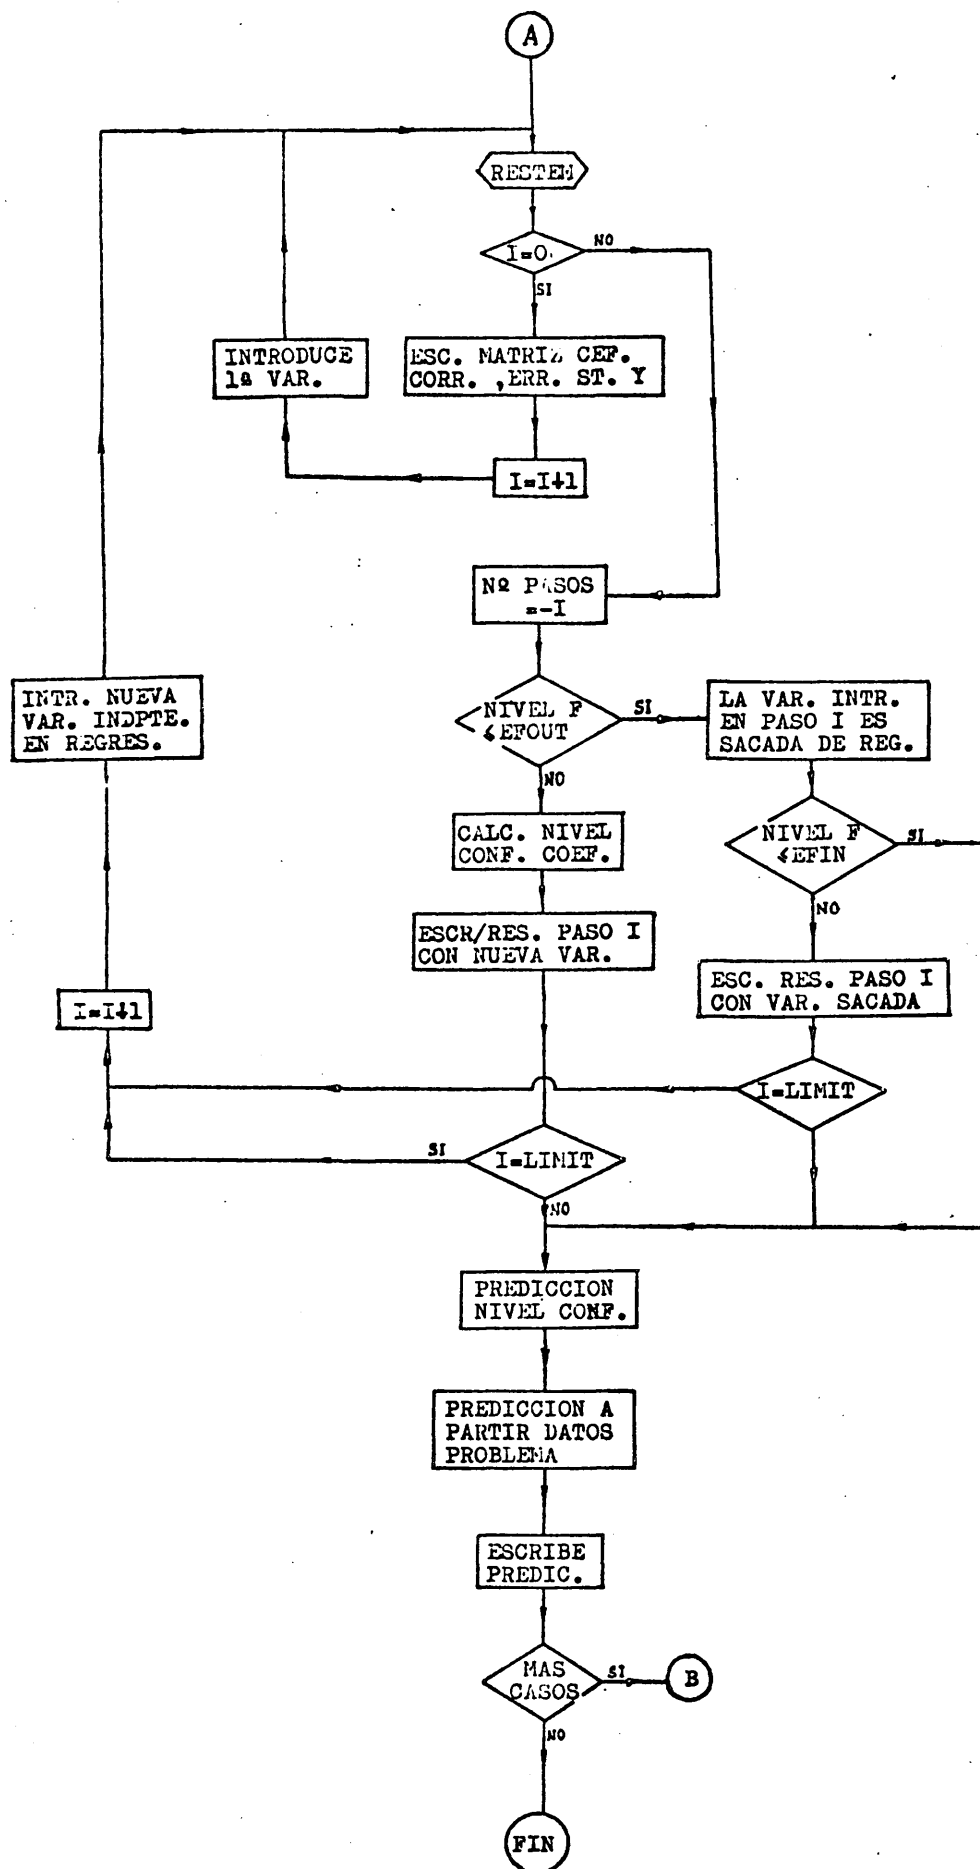 A
RESTEM
I=0.
NO
SI
INTRODUCE
1ª VAR.
ESC. MATRIZ CEF.
CORR. ,ERR. ST. Y
I=I+1
Nº PASOS
=-I
INTR. NUEVA
VAR. INDPTE.
EN REGRES.
NIVEL F
≤EFOUT
SI
NO
LA VAR. INTR.
EN PASO I ES
SACADA DE REG.
CALC. NIVEL
CONF. COEF.
NIVEL F
≤EFIN
SI
NO
ESCR/RES. PASO I
CON NUEVA VAR.
ESC. RES. PASO I
CON VAR. SACADA
I=I+1
I=LIMIT
SI
I=LIMIT
NO
PREDICCION
NIVEL CONF.
PREDICCION A
PARTIR DATOS
PROBLEMA
ESCRIBE
PREDIC.
MAS
CASOS
SI
B
NO
FIN